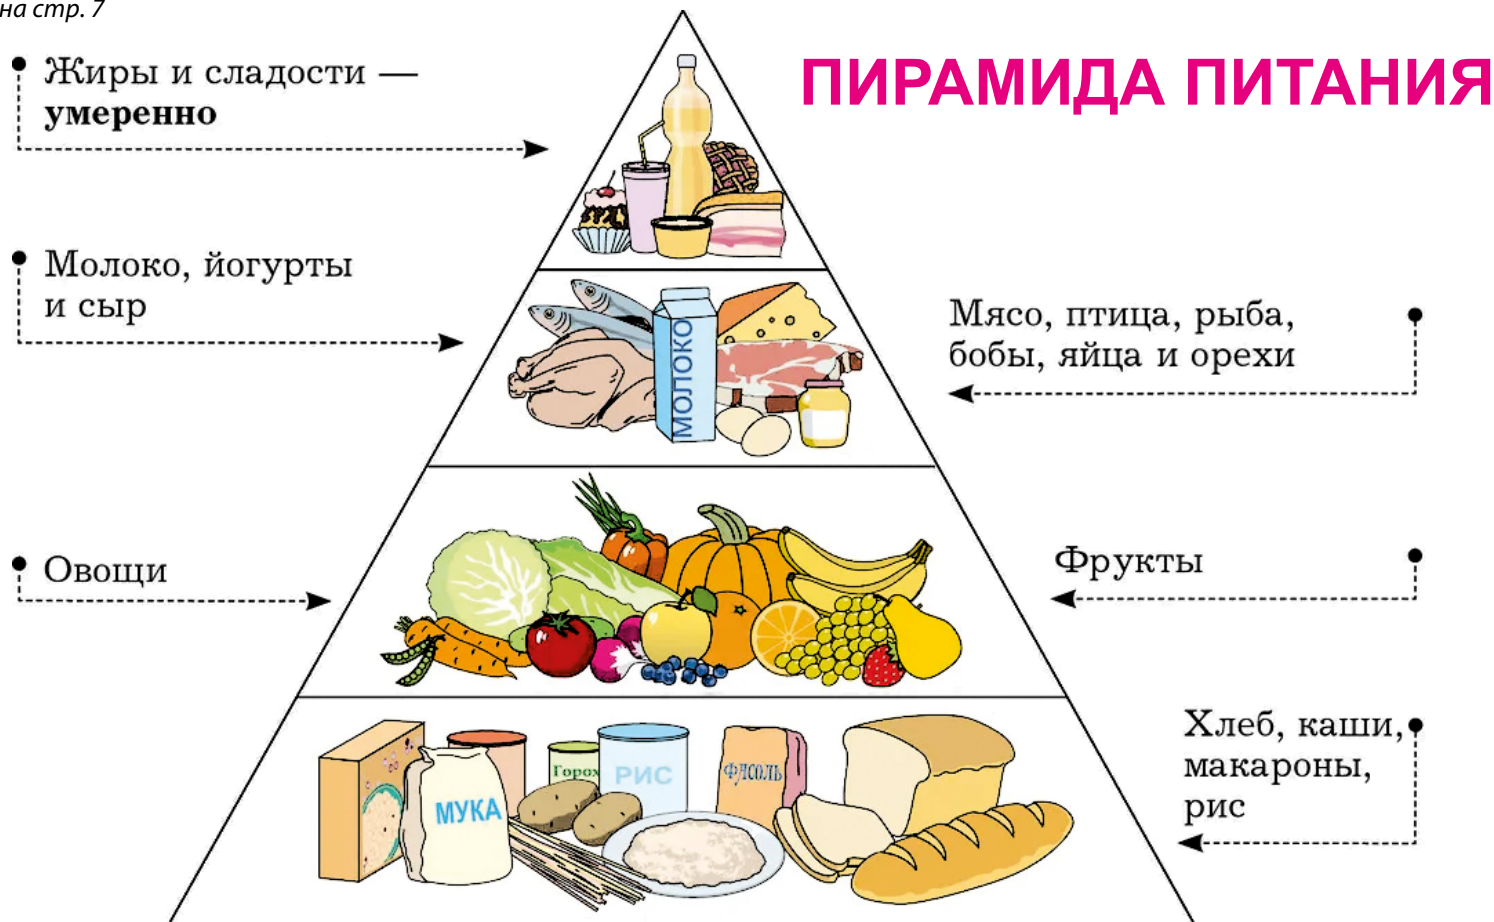 на стр. 7
ПИРАМИДА ПИТАНИЯ
Жиры и сладости —
умеренно
Молоко, йогурты
и сыр
Мясо, птица, рыба,
бобы, яйца и орехи
МОЛОКО
Овощи
Фрукты
Хлеб, каши,
макароны,
рис
МУКА
Горох
РИС
ФАСОЛЬ